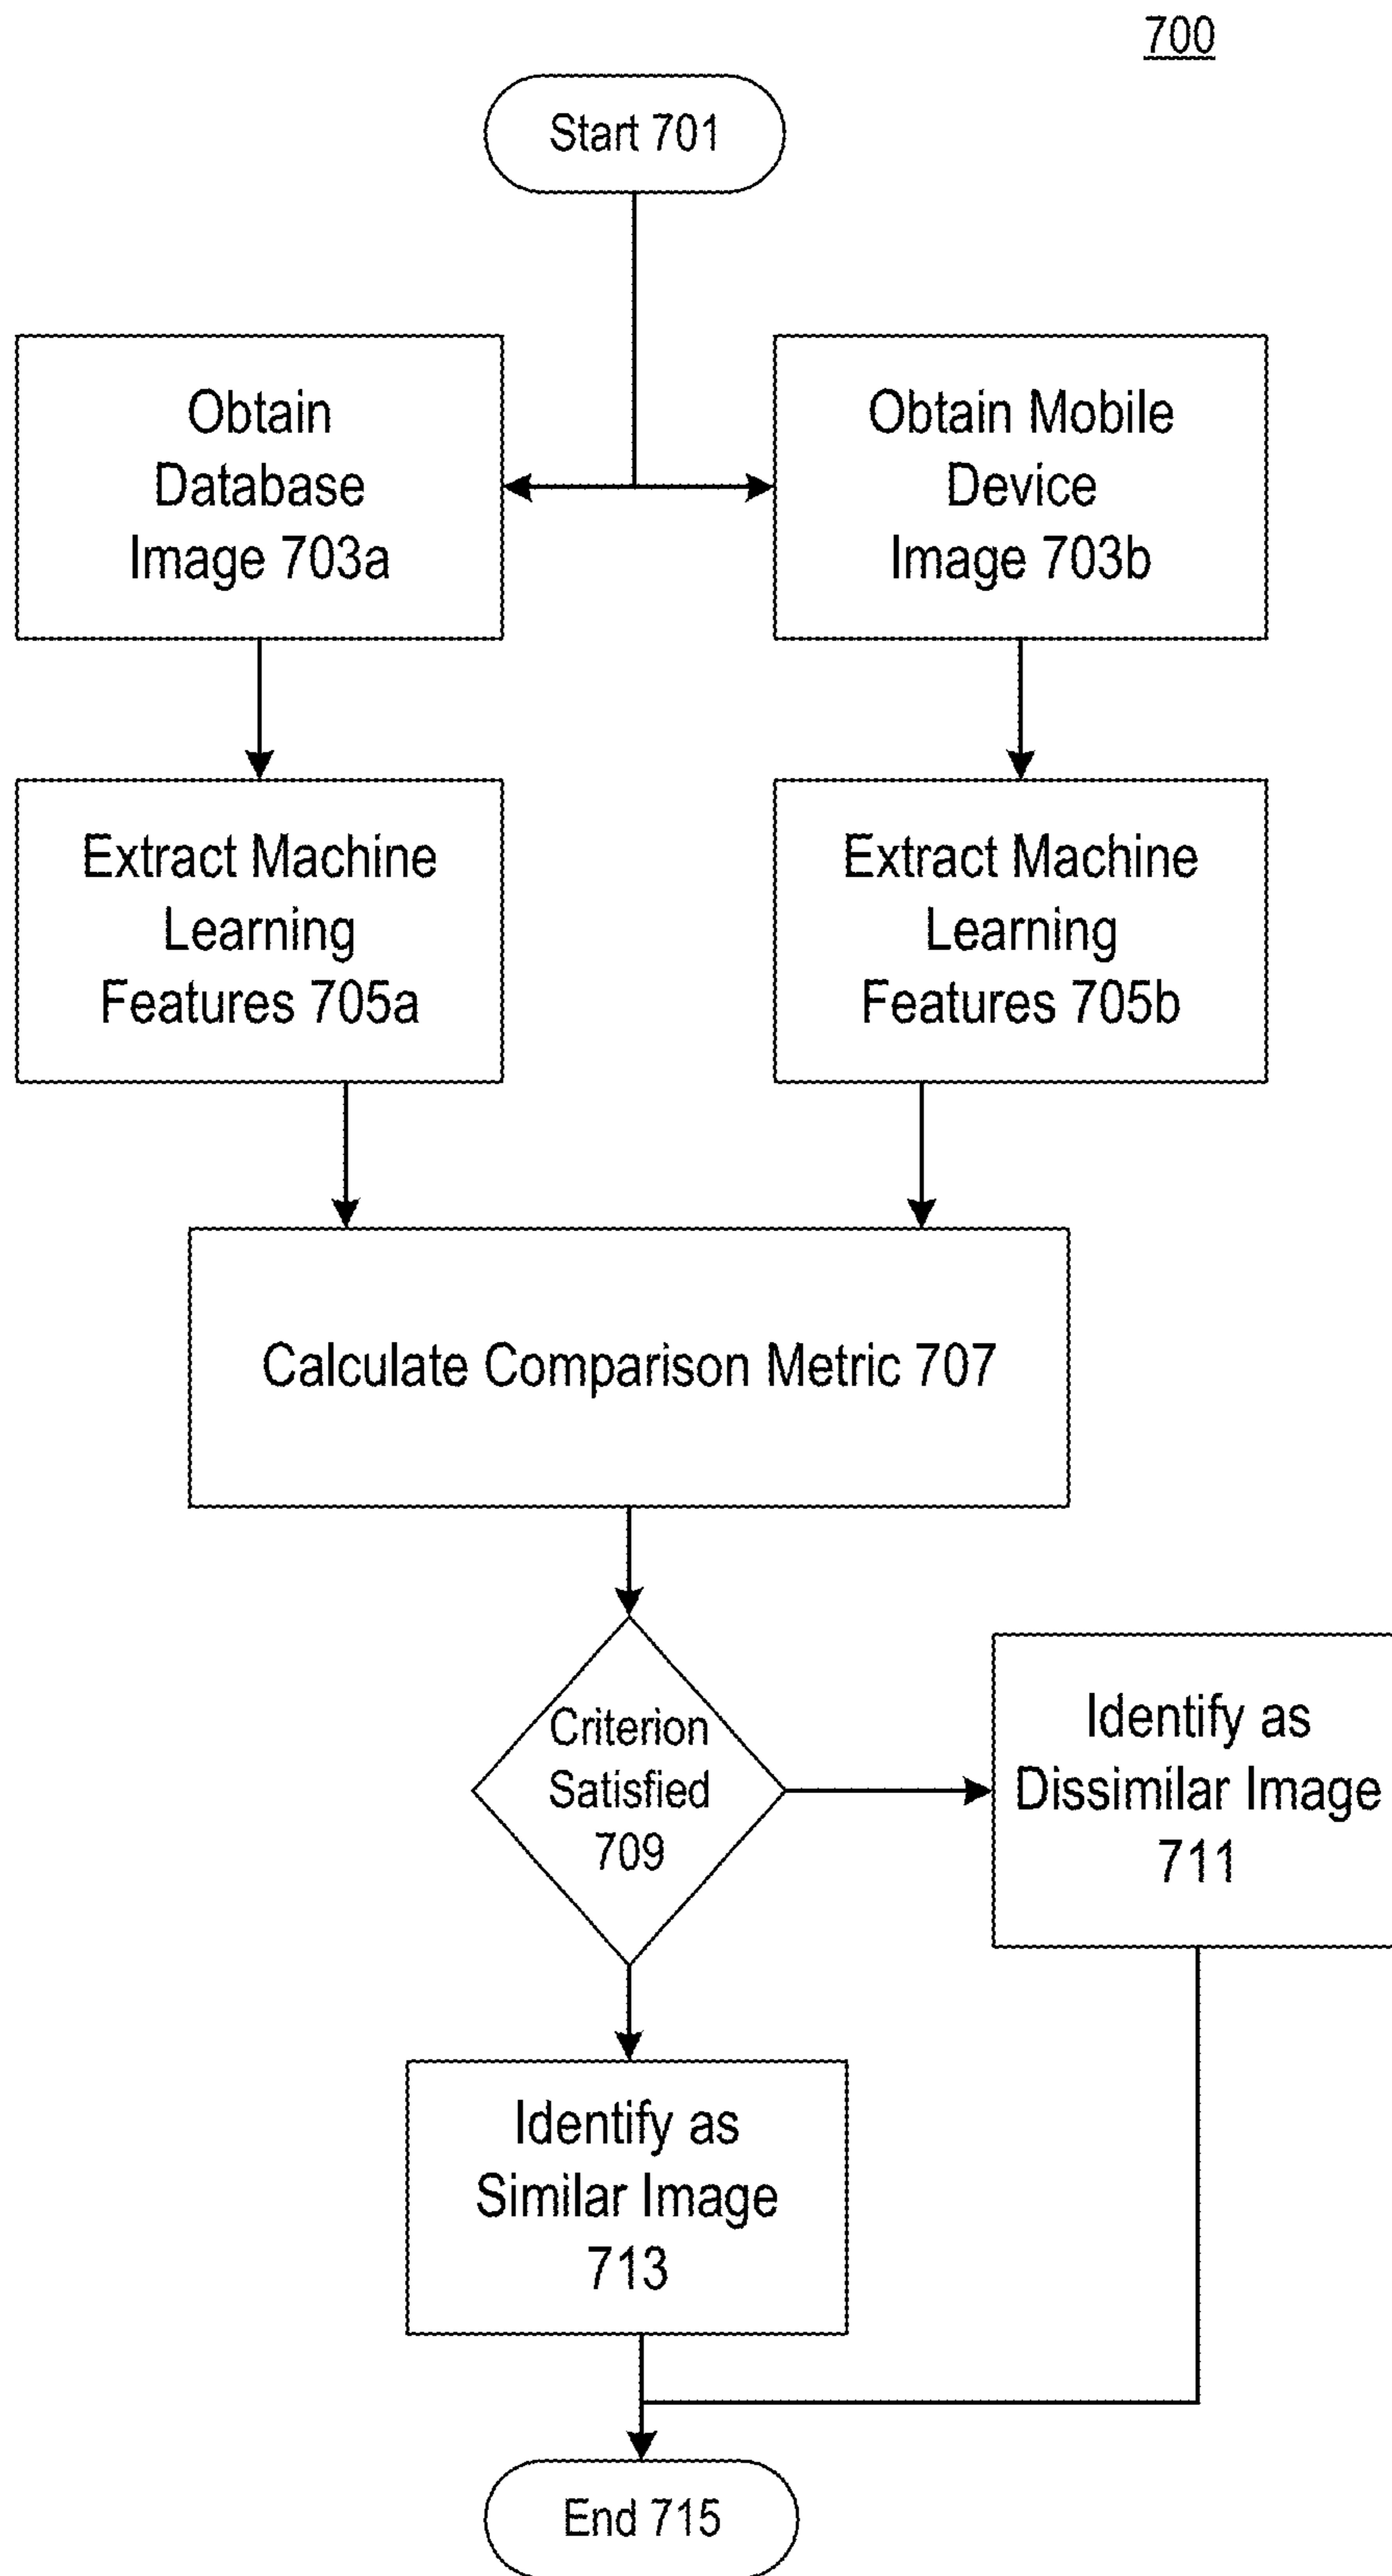 700
Start 701
Obtain
Database
Image 703a
Obtain Mobile
Device
Image 703b
Extract Machine
Learning
Features 705a
Extract Machine
Learning
Features 705b
Calculate Comparison Metric 707
Criterion
Satisfied
709
Identify as
Dissimilar Image
711
Identify as
Similar Image
713
End 715